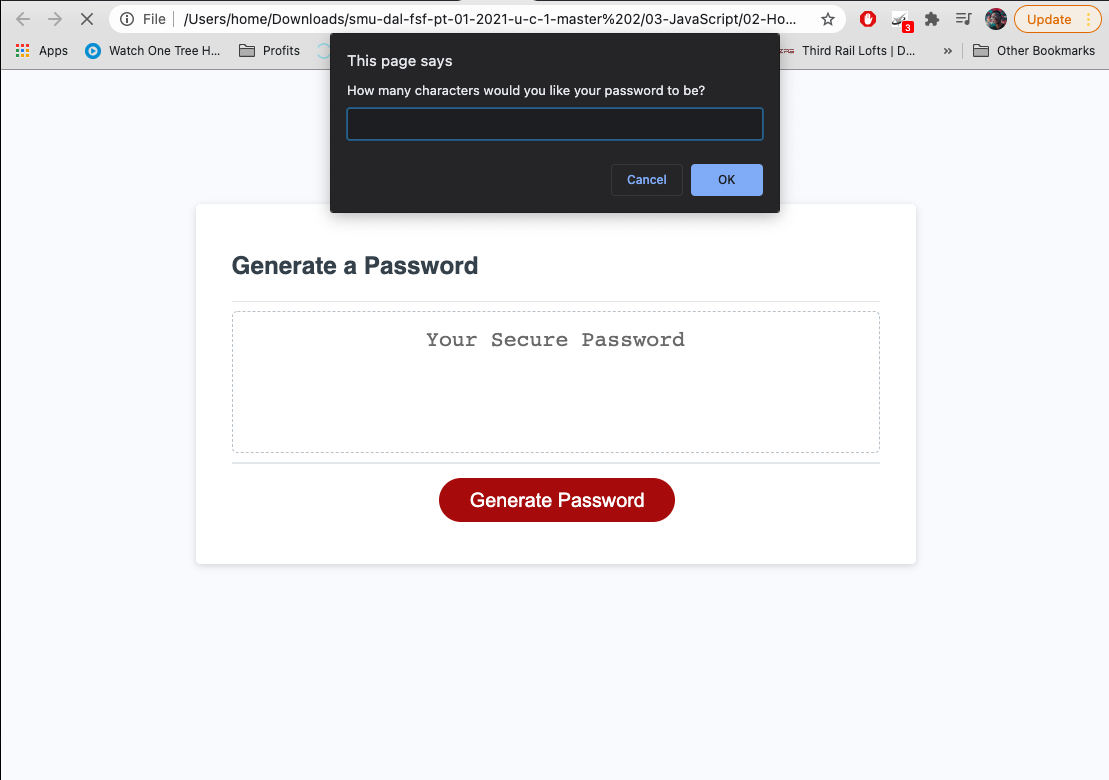 File
/Users/home/Downloads/smu-dal-fsf-pt-01-2021-u-c-1-master%202/03-JavaScript/02-Ho...
3
Update
Apps
Watch One Tree H...
Profits
Third Rail Lofts | D...
»
Other Bookmarks
This page says
How many characters would you like your password to be?
Cancel
OK
Generate a Password
Your Secure Password
Generate Password